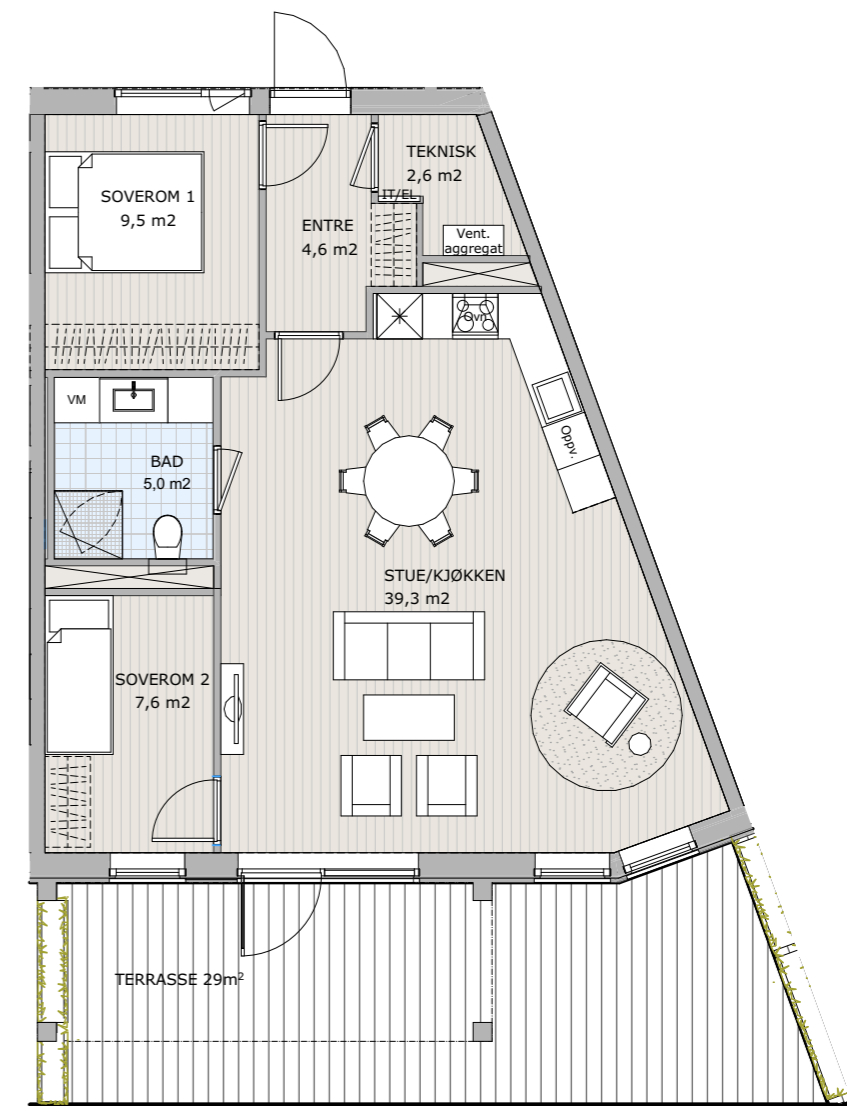 TEKNISK
2,6 m2
SOVEROM 1
9,5 m2
IT/EL
ENTRE
4,6 m2
Vent.
aggregat
Ovn
VM
Oppv.
BAD
5,0 m2
STUE/KJØKKEN
39,3 m2
SOVEROM 2
7,6 m2
TERRASSE 29m²